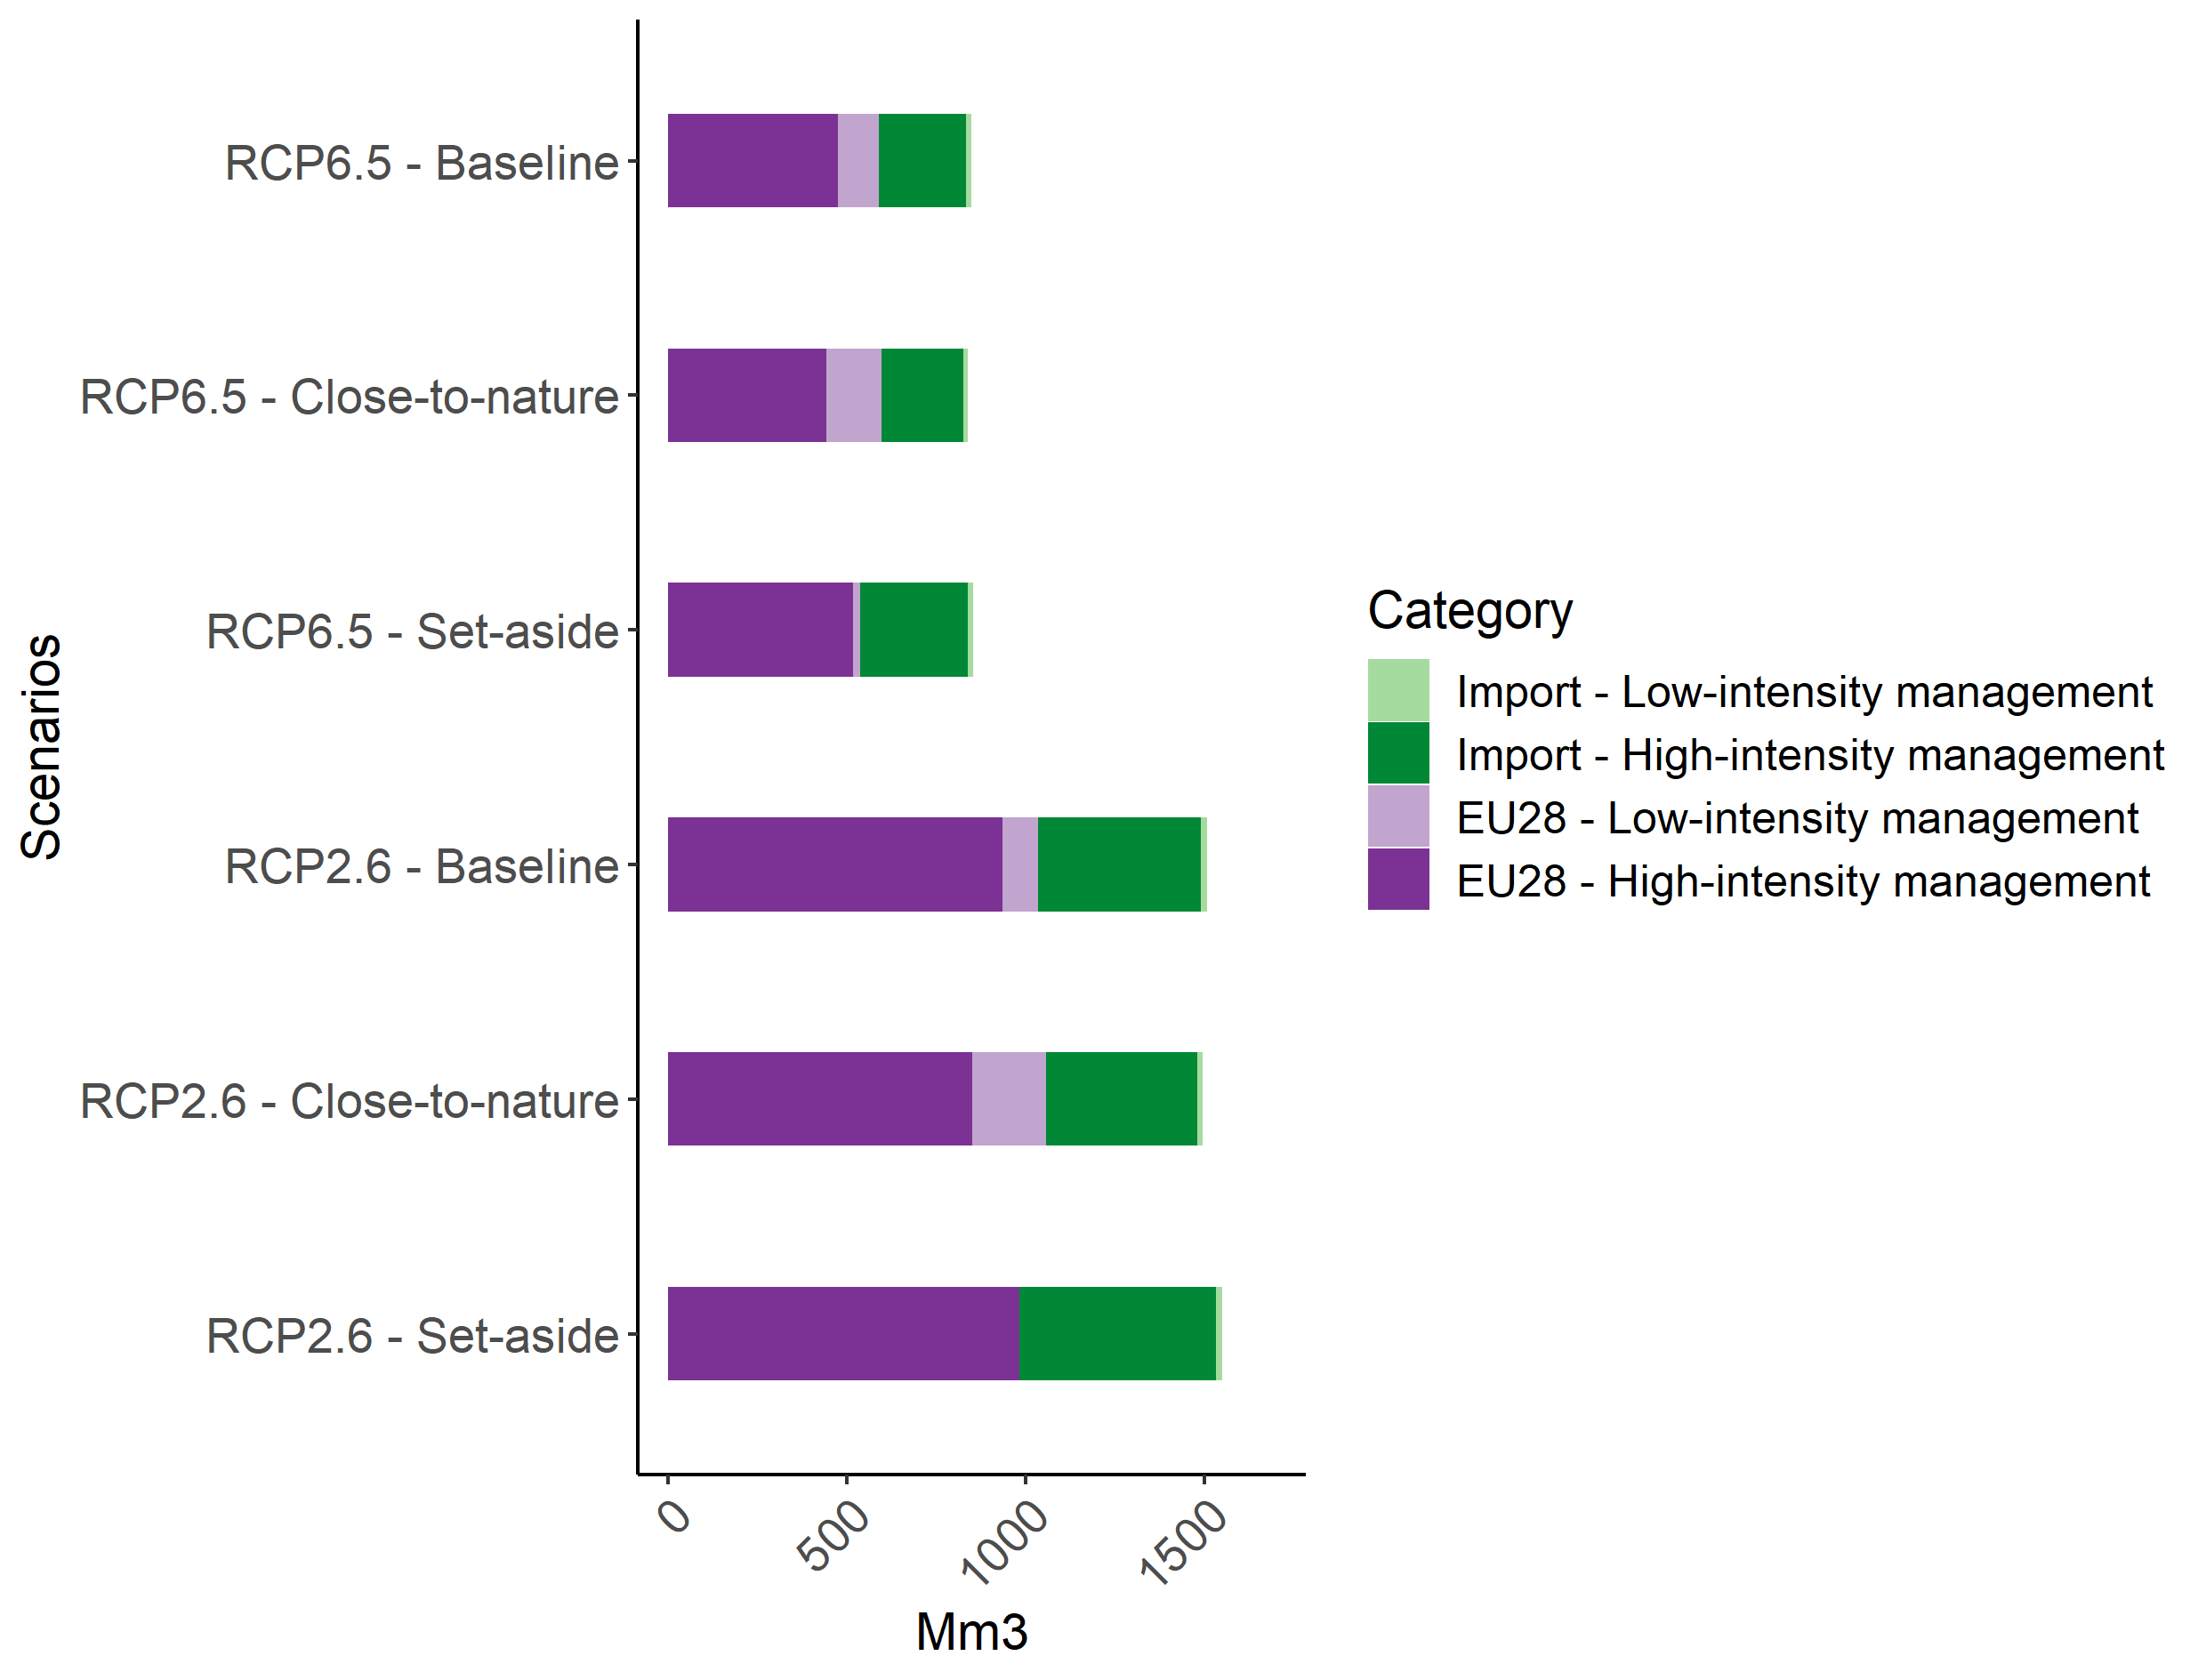 RCP6.5 - Baseline
RCP6.5 - Close-to-nature
RCP6.5 - Set-aside
RCP2.6 - Baseline
RCP2.6 - Close-to-nature
RCP2.6 - Set-aside
Scenarios
0
500
1000
1500
Mm3
Category
Import - Low-intensity management
Import - High-intensity management
EU28 - Low-intensity management
EU28 - High-intensity management